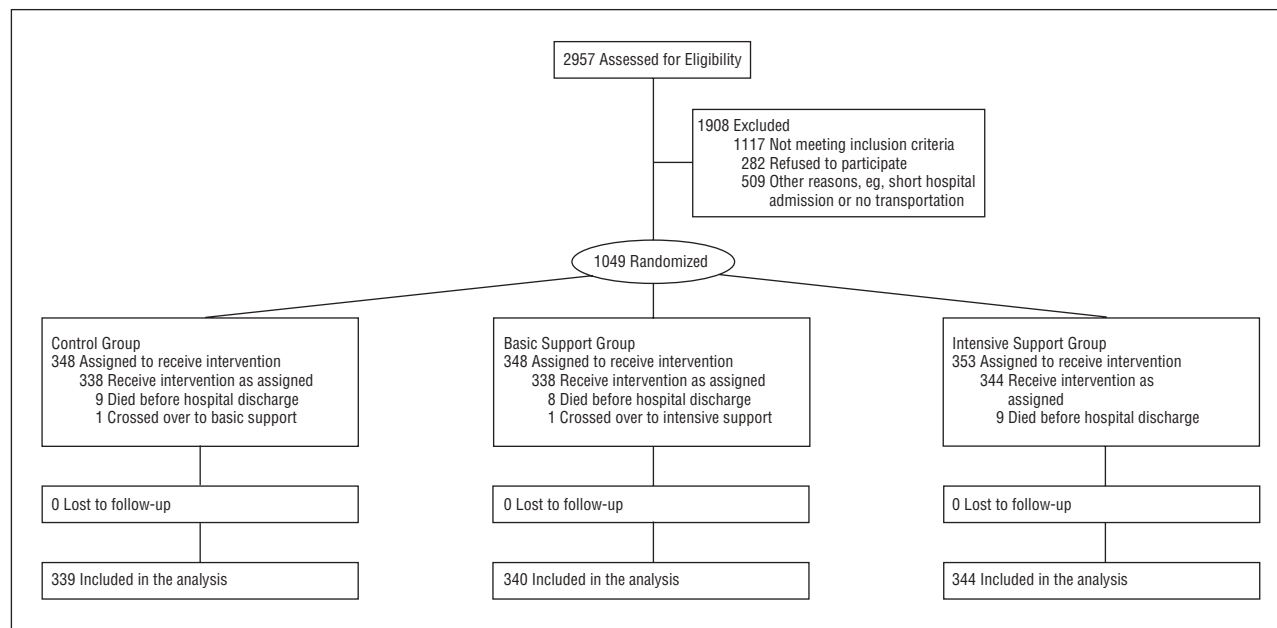 2957 Assessed for Eligibility
1908 Excluded
1117 Not meeting inclusion criteria
282 Refused to participate
509 Other reasons, eg, short hospital
admission or no transportation
1049 Randomized
Control Group
348 Assigned to receive intervention
338 Receive intervention as assigned
9 Died before hospital discharge
1 Crossed over to basic support
Basic Support Group
348 Assigned to receive intervention
338 Receive intervention as assigned
8 Died before hospital discharge
1 Crossed over to intensive support
Intensive Support Group
353 Assigned to receive intervention
344 Receive intervention as
assigned
9 Died before hospital discharge
0 Lost to follow-up
0 Lost to follow-up
0 Lost to follow-up
339 Included in the analysis
340 Included in the analysis
344 Included in the analysis